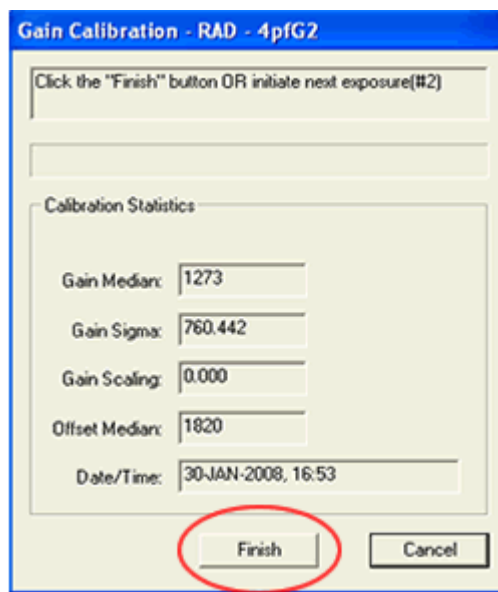 Gain Calibration - RAD - 4pfG2
Click the "Finish" button OR initiate next exposure(#2)
Calibration Statistics
Gain Median: 1273
Gain Sigma: 760.442
Gain Scaling: 0.000
Offset Median: 1820
Date/Time: 30-JAN-2008, 16:53
Finish Cancel